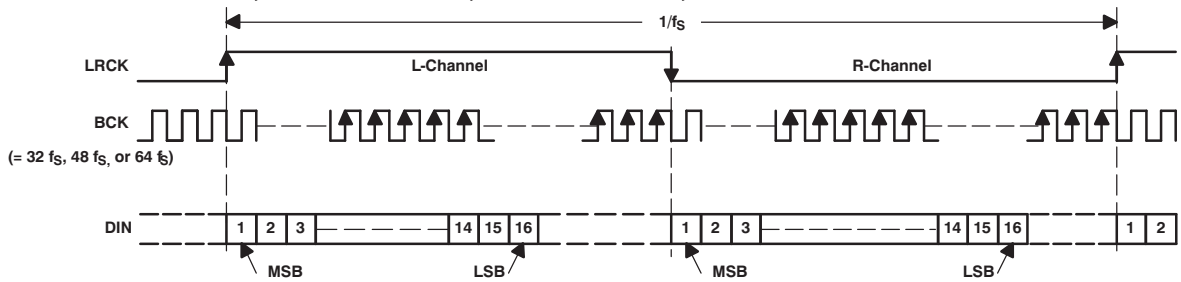 1/fS
LRCK
L-Channel
R-Channel
BCK
(= 32 fS, 48 fS, or 64 fS)
DIN
1 2 3 14 15 16 1 2 3 14 15 16 1 2
MSB LSB MSB LSB